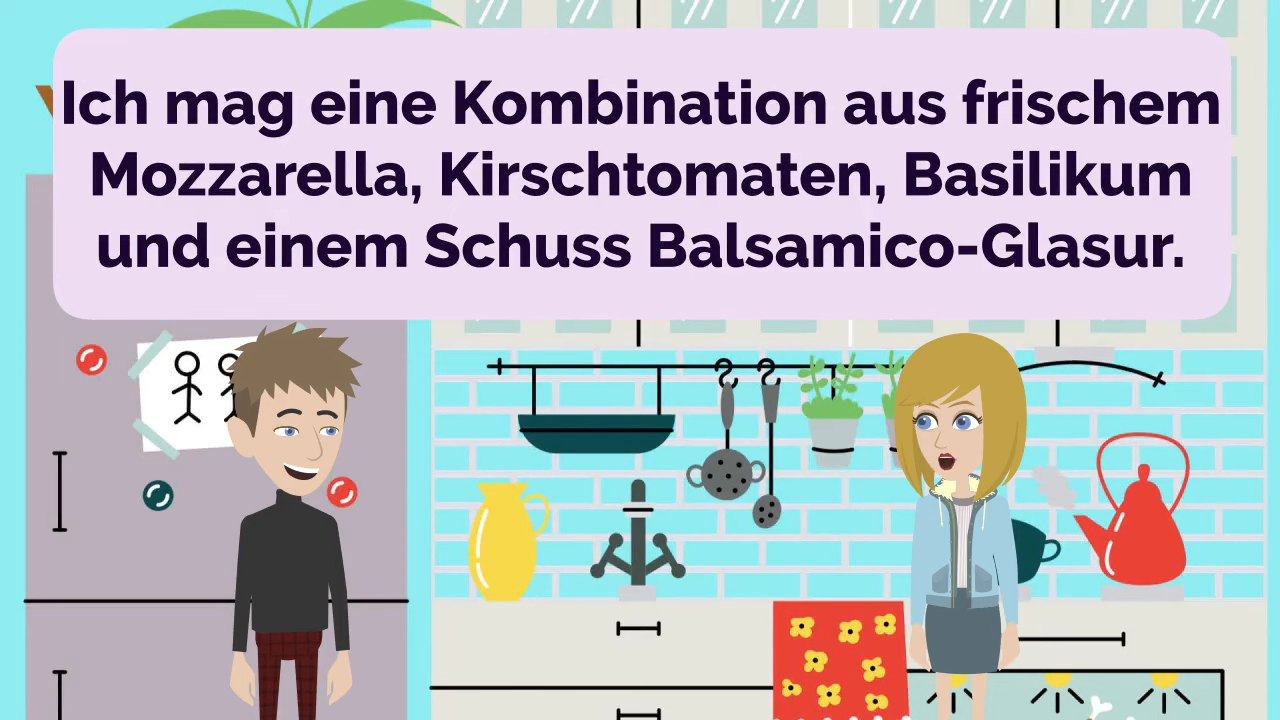 Ich mag eine Kombination aus frischem
Mozzarella, Kirschtomaten, Basilikum
und einem Schuss Balsamico-Glasur.